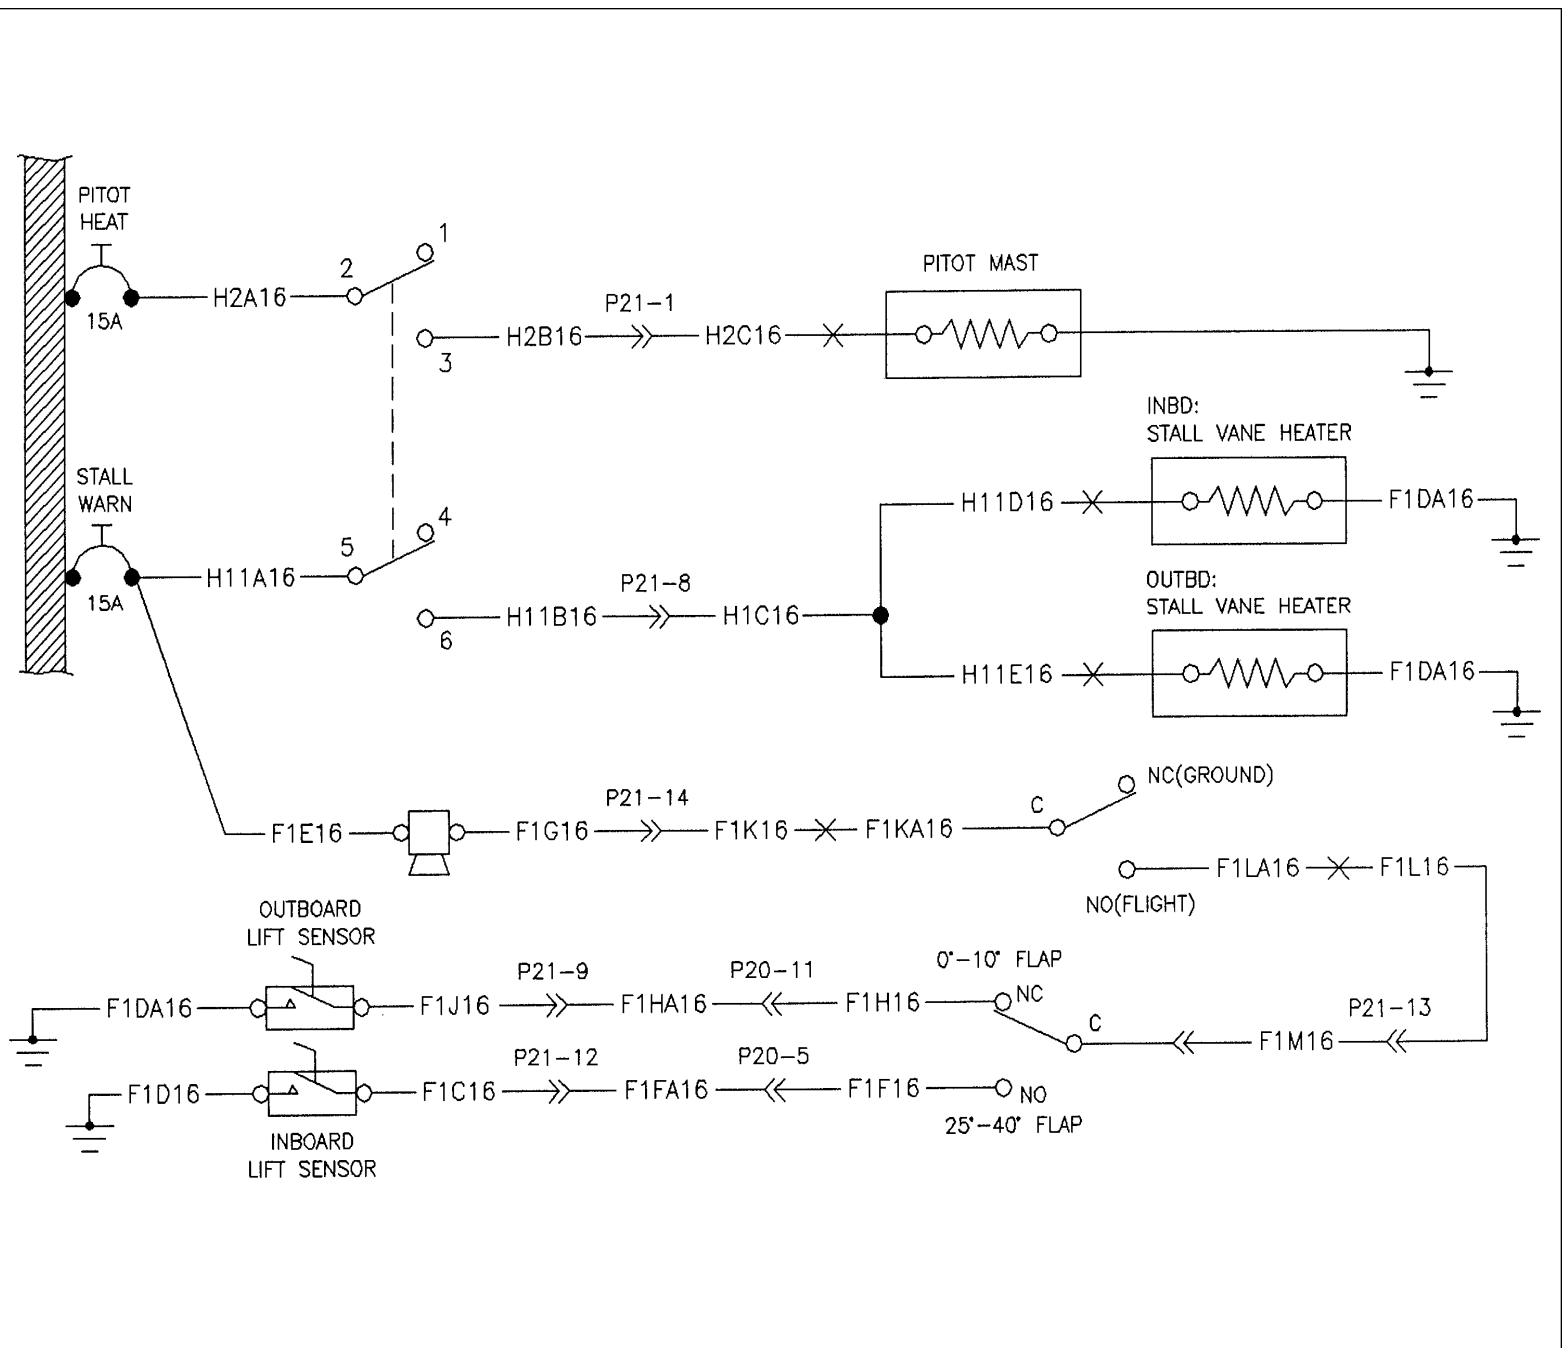 PITOT
HEAT
15A
H2A16
2
1
3
H2B16
P21-1
H2C16
PITOT MAST
STALL
WARN
15A
H11A16
5
4
6
H11B16
P21-8
H1C16
INBD:
STALL VANE HEATER
H11D16
F1DA16
OUTBD:
STALL VANE HEATER
H11E16
F1DA16
F1E16
F1G16
P21-14
F1K16
F1KA16
C
NC(GROUND)
NO(FLIGHT)
F1LA16
F1L16
OUTBOARD
LIFT SENSOR
F1DA16
F1J16
P21-9
F1HA16
P20-11
F1H16
0°-10° FLAP
NC
C
F1M16
P21-13
F1D16
F1C16
P21-12
F1FA16
P20-5
F1F16
NO
25°-40° FLAP
INBOARD
LIFT SENSOR